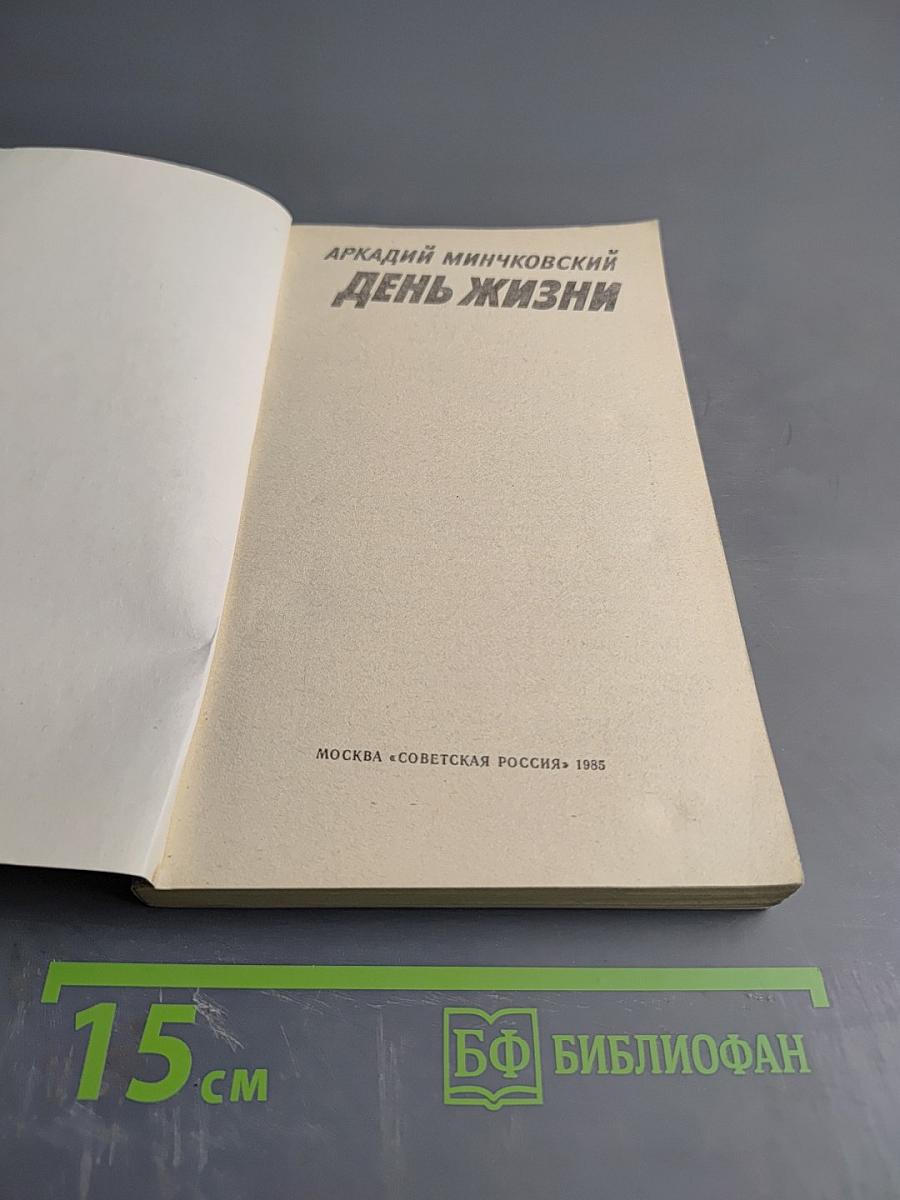 АРКАДИЙ МИНЧКОВСКИЙ
ДЕНЬ ЖИЗНИ
МОСКВА «СОВЕТСКАЯ РОССИЯ» 1985
15 см
БФ БИБЛИОФАН